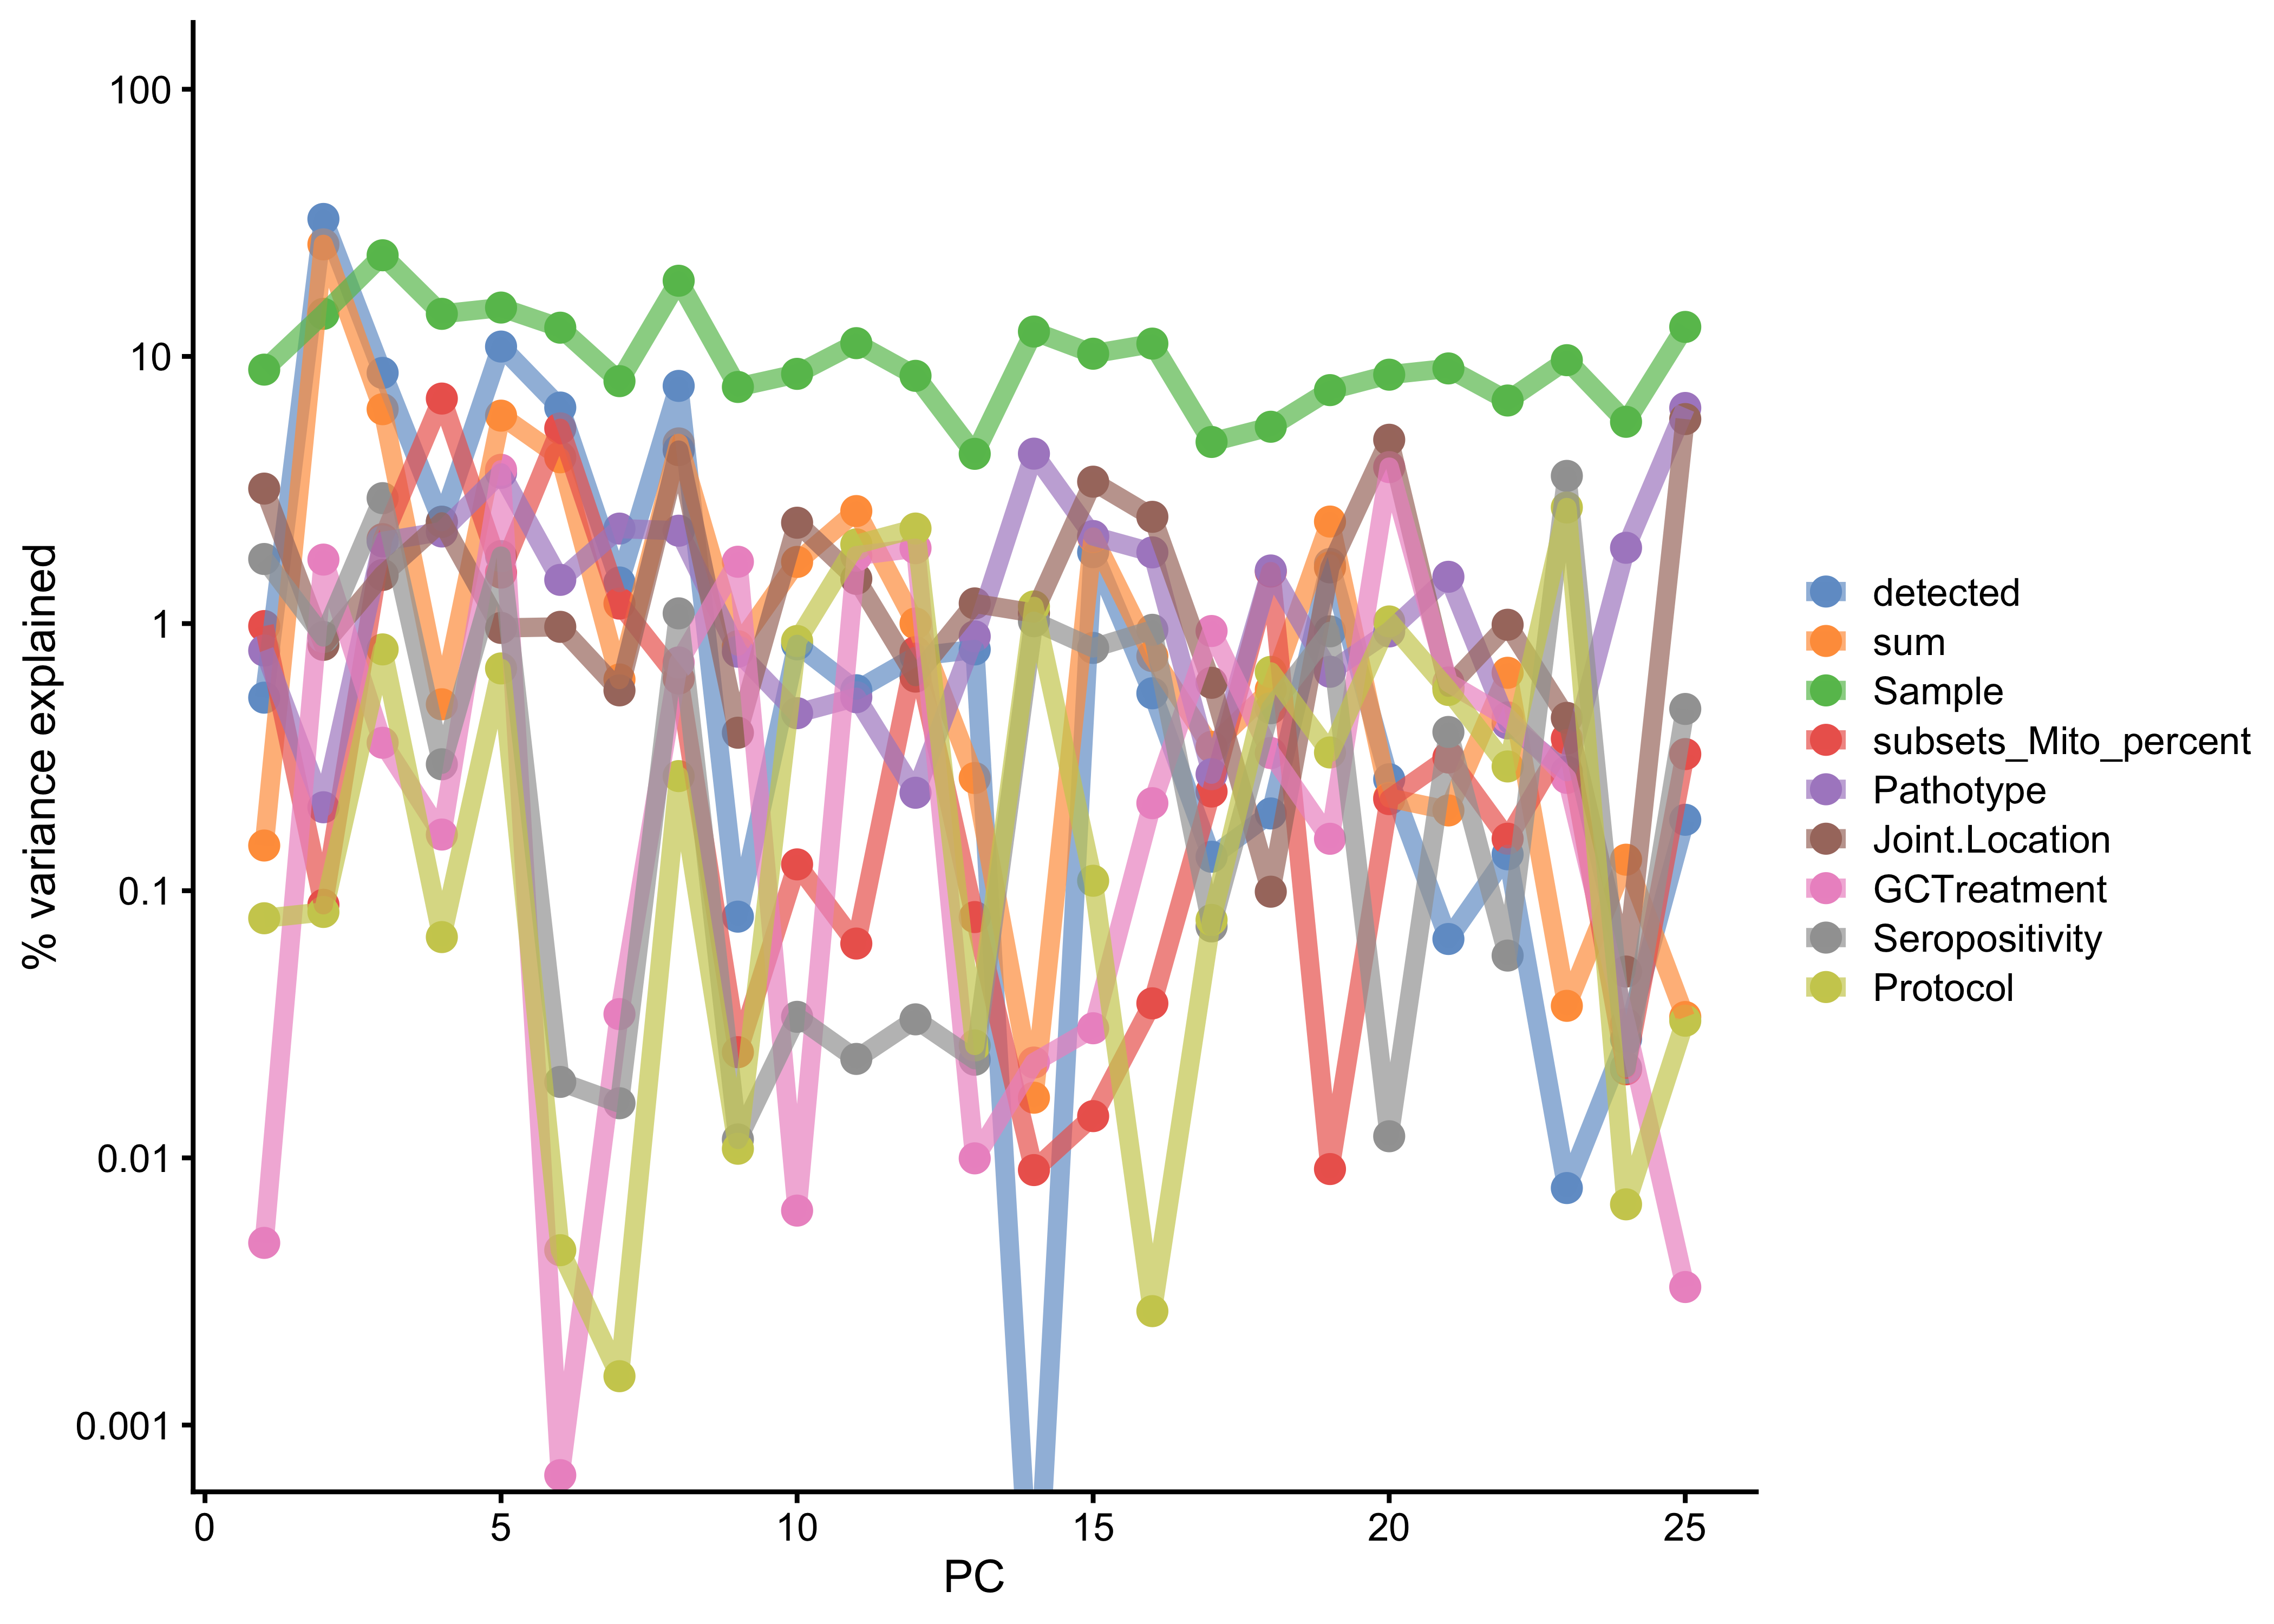 % variance explained
100
10
1
0.1
0.01
0.001
0
5
10
15
20
25
PC
detected
sum
Sample
subsets_Mito_percent
Pathotype
Joint.Location
GCTreatment
Seropositivity
Protocol